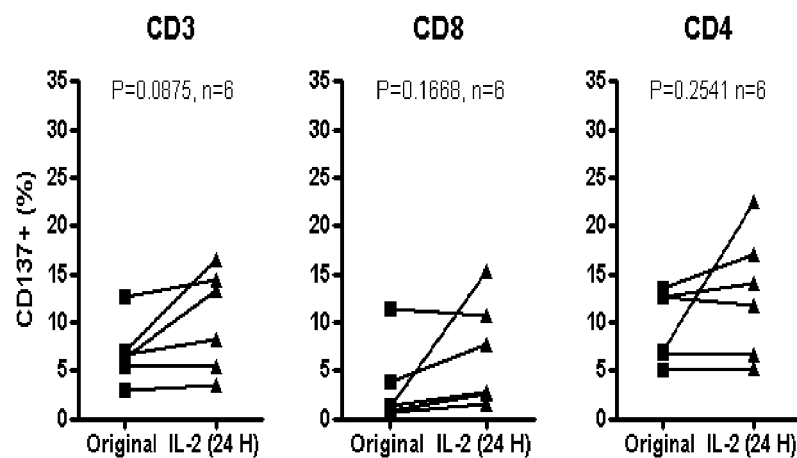 CD3
CD8
CD4
P=0.0875, n=6
P=0.1668, n=6
P=0.2541 n=6
CD137+ (%)
35
30
25
20
15
10
5
0
35
30
25
20
15
10
5
0
35
30
25
20
15
10
5
0
Original IL-2 (24 H)
Original IL-2 (24 H)
Original IL-2 (24 H)